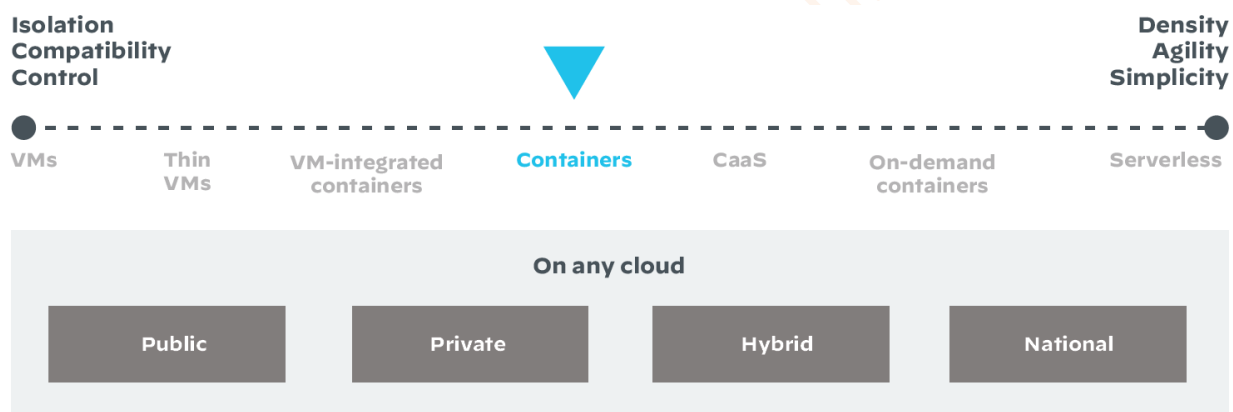 Isolation
Compatibility
Control
Density
Agility
Simplicity
VMs
Thin
VMs
VM-integrated
containers
Containers
CaaS
On-demand
containers
Serverless
On any cloud
Public
Private
Hybrid
National